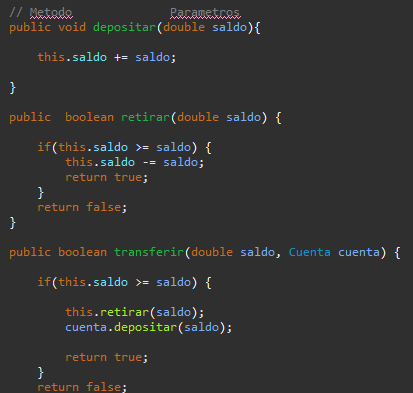 // Metodo Parametros
public void depositar(double saldo){
this.saldo += saldo;
}
public boolean retirar(double saldo) {
if(this.saldo >= saldo) {
this.saldo -= saldo;
return true;
}
return false;
}
public boolean transferir(double saldo, Cuenta cuenta) {
if(this.saldo >= saldo) {
this.retirar(saldo);
cuenta.depositar(saldo);
return true;
}
return false;